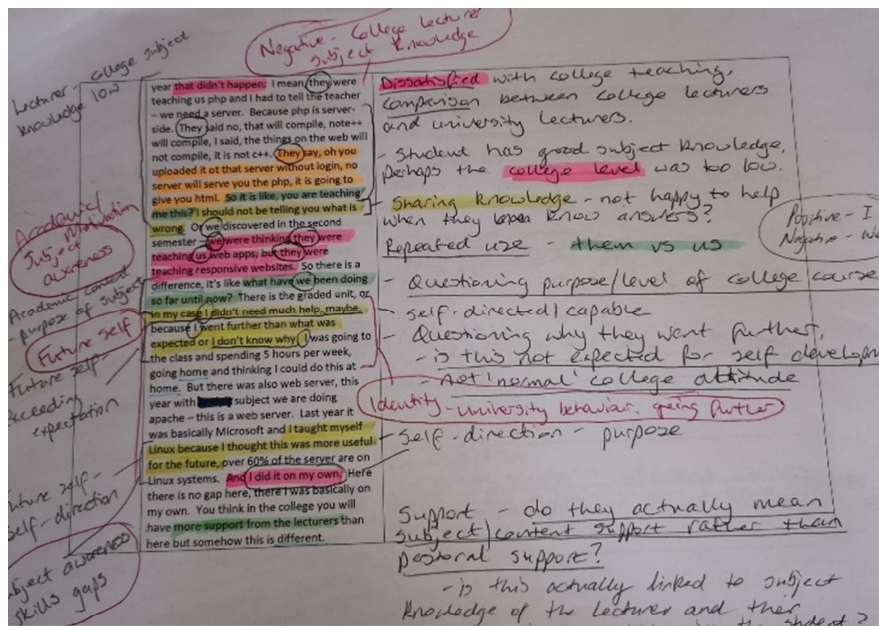 Negative - College lecturer
subject knowledge
Lecturer - college subject
knowledge low
Academic
Motivation
Subject
awareness
Academic content
- purpose of subject
Future self
Future self -
exceeding
expectation
Future self -
self-direction
subject awareness
skills gaps
year that didn't happen. I mean, they were
teaching us php and I had to tell the teacher
– we need a server. Because php is server-
side. They said no, that will compile, note++
will compile, I said, the things on the web will
not compile, it is not c++. They say, oh you
uploaded it ot that server without login, no
server will serve you the php, it is going to
give you html. So it is like, you are teaching
me this? I should not be telling you what is
wrong. Or we discovered in the second
semester – we were thinking they were
teaching us web apps, but they were
teaching responsive websites. So there is a
difference, it's like what have we been doing
so far until now? There is the graded unit, or
in my case I didn't need much help, maybe,
because I went further than what was
expected or I don't know why. I was going to
the class and spending 5 hours per week,
going home and thinking I could do this at
home. But there was also web server, this
year with subject we are doing
apache – this is a web server. Last year it
was basically Microsoft and I taught myself
Linux because I thought this was more useful
for the future, over 60% of the server are on
Linux systems. And I did it on my own. Here
there is no gap here, there I was basically on
my own. You think in the college you will
have more support from the lecturers than
here but somehow this is different.
Dissatisfied with college teaching,
comparison between college lecturers
and university lecturers.
- Student has good subject knowledge,
perhaps the college level was too low.
- Sharing knowledge - not happy to help
when they know answers?
Repeated use - them vs us
Positive - I
Negative - We
- Questioning purpose/level of college course
- self-directed/capable
- Questioning why they went further,
- is this not expected for self develop
- not 'normal' college attitude
Identity - university behaviour, going further
- self-direction - purpose
Support - do they actually mean
subject/content support rather than
pastoral support?
- is this actually linked to subject
knowledge of the lecturer and their
the student?